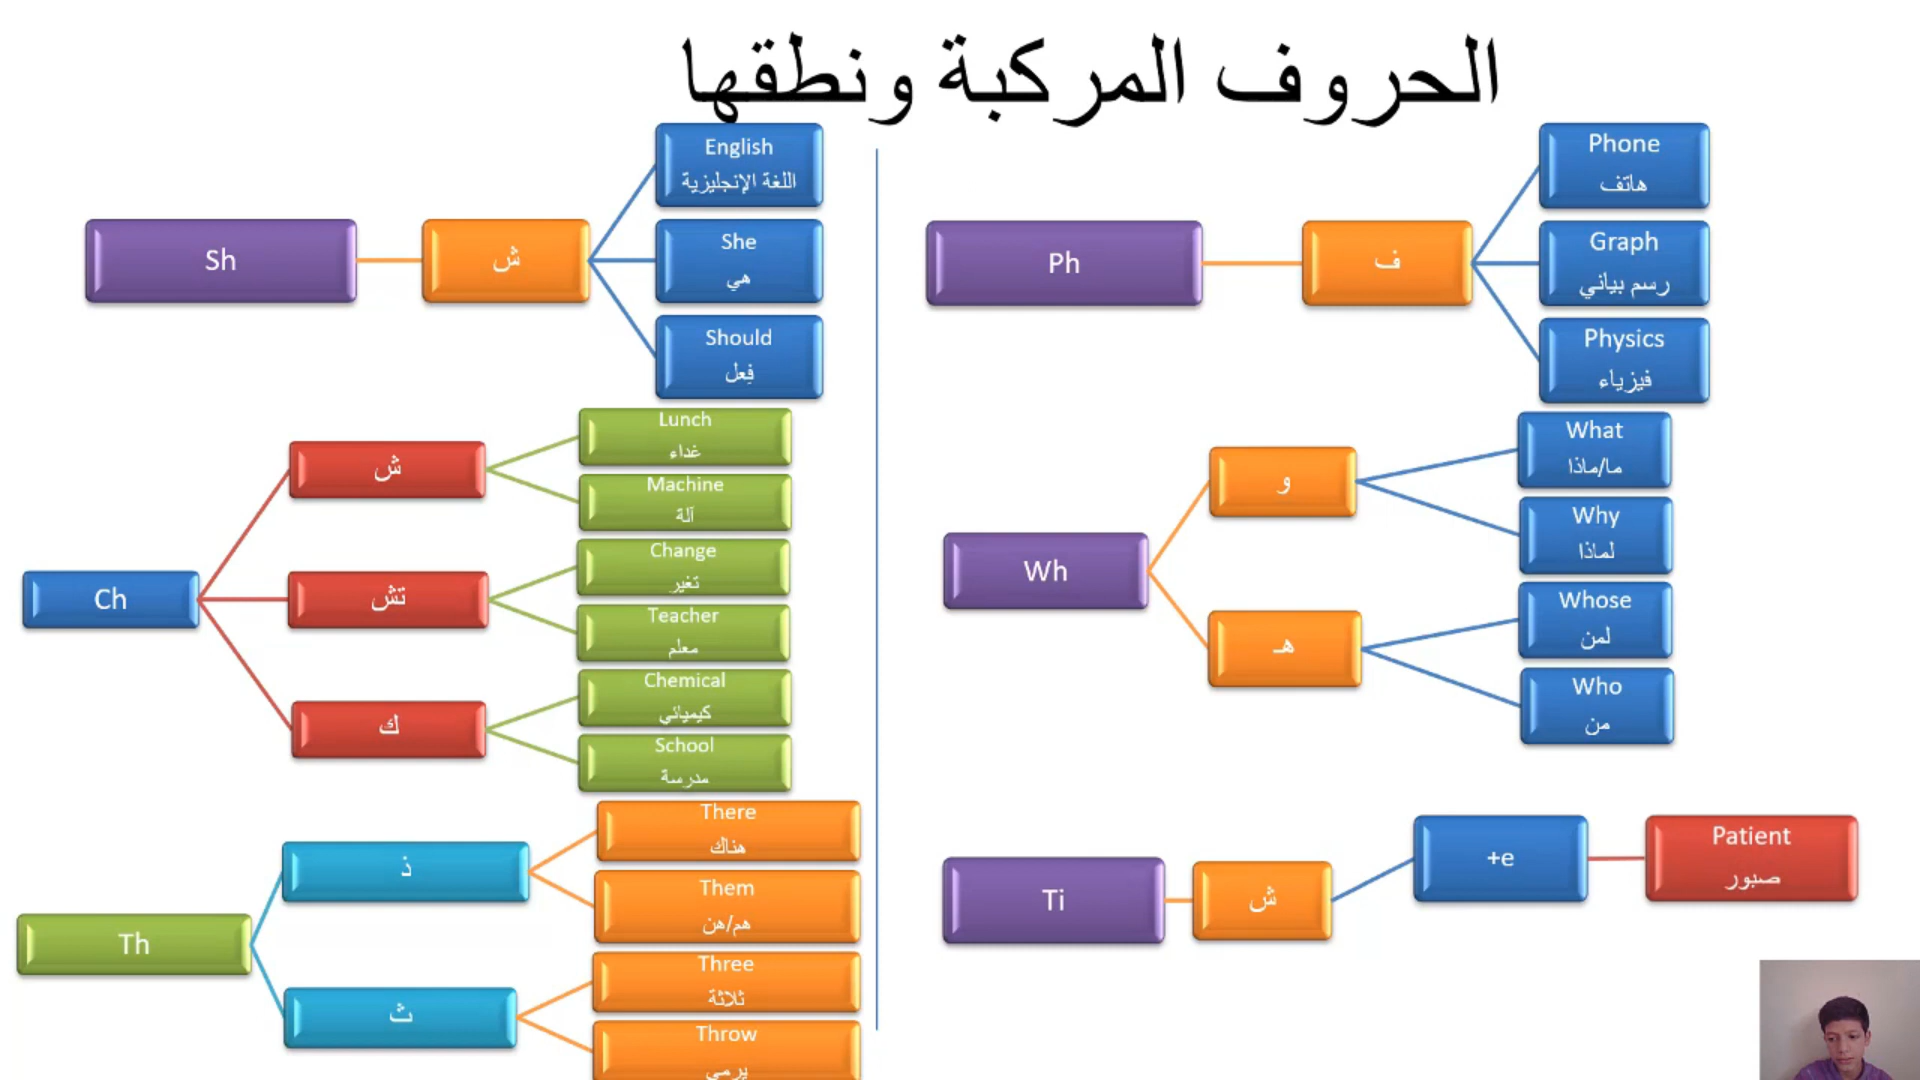 الحروف المركبة ونطقها
Sh
ش
English
اللغة الإنجليزية
She
هي
Should
فِعل
Ch
ش
Lunch
غداء
Machine
آلة
تش
Change
تغير
Teacher
معلم
ك
Chemical
كيميائي
School
مدرسة
Th
ذ
There
هناك
Them
هم/هن
ث
Three
ثلاثة
Throw
يرمي
Ph
ف
Phone
هاتف
Graph
رسم بياني
Physics
فيزياء
Wh
و
What
ما/ماذا
Why
لماذا
هـ
Whose
لمن
Who
من
Ti
ش
+e
Patient
صبور